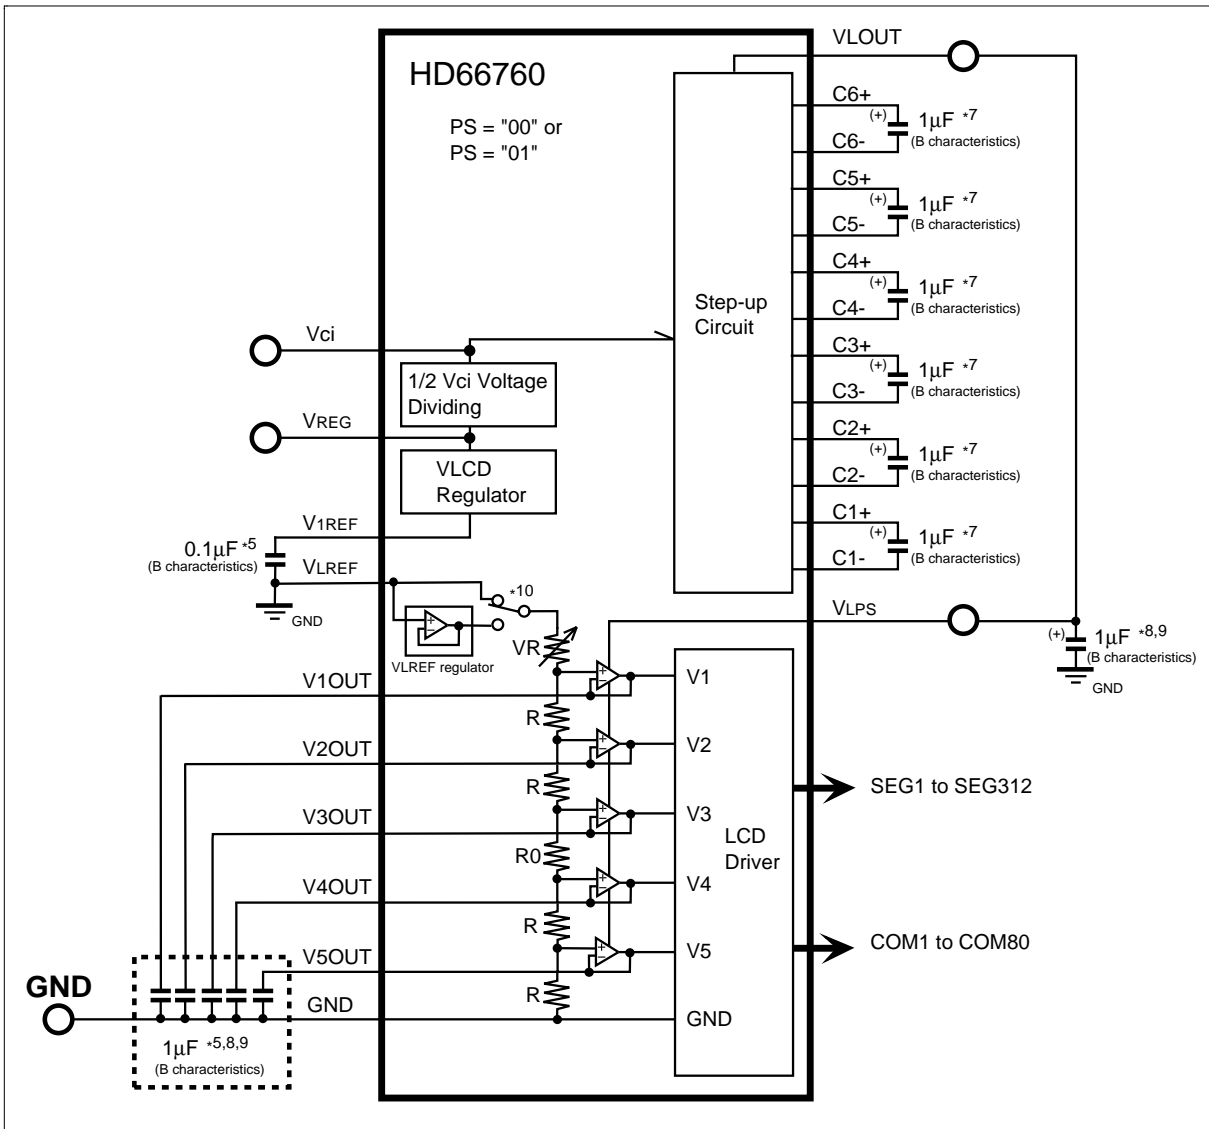 VLOUT
HD66760
PS = "00" or
PS = "01"
C6+
(+)
1µF *7
C6-
(B characteristics)
C5+
(+)
1µF *7
C5-
(B characteristics)
C4+
(+)
1µF *7
C4-
(B characteristics)
Step-up
Circuit
Vci
C3+
(+)
1µF *7
C3-
(B characteristics)
1/2 Vci Voltage
Dividing
VREG
C2+
(+)
1µF *7
C2-
(B characteristics)
VLCD
Regulator
V1REF
C1+
(+)
1µF *7
C1-
(B characteristics)
0.1µF *5
(B characteristics)
VLREF
GND
*10
+
−
VLREF regulator
VR
VLPS
(+)
1µF *8,9
(B characteristics)
GND
V1OUT
+
−
V1
R
V2OUT
+
−
V2
R
SEG1 to SEG312
V3OUT
+
−
V3
LCD
Driver
R0
V4OUT
+
−
V4
R
COM1 to COM80
V5OUT
+
−
V5
R
GND
GND
GND
1µF *5,8,9
(B characteristics)